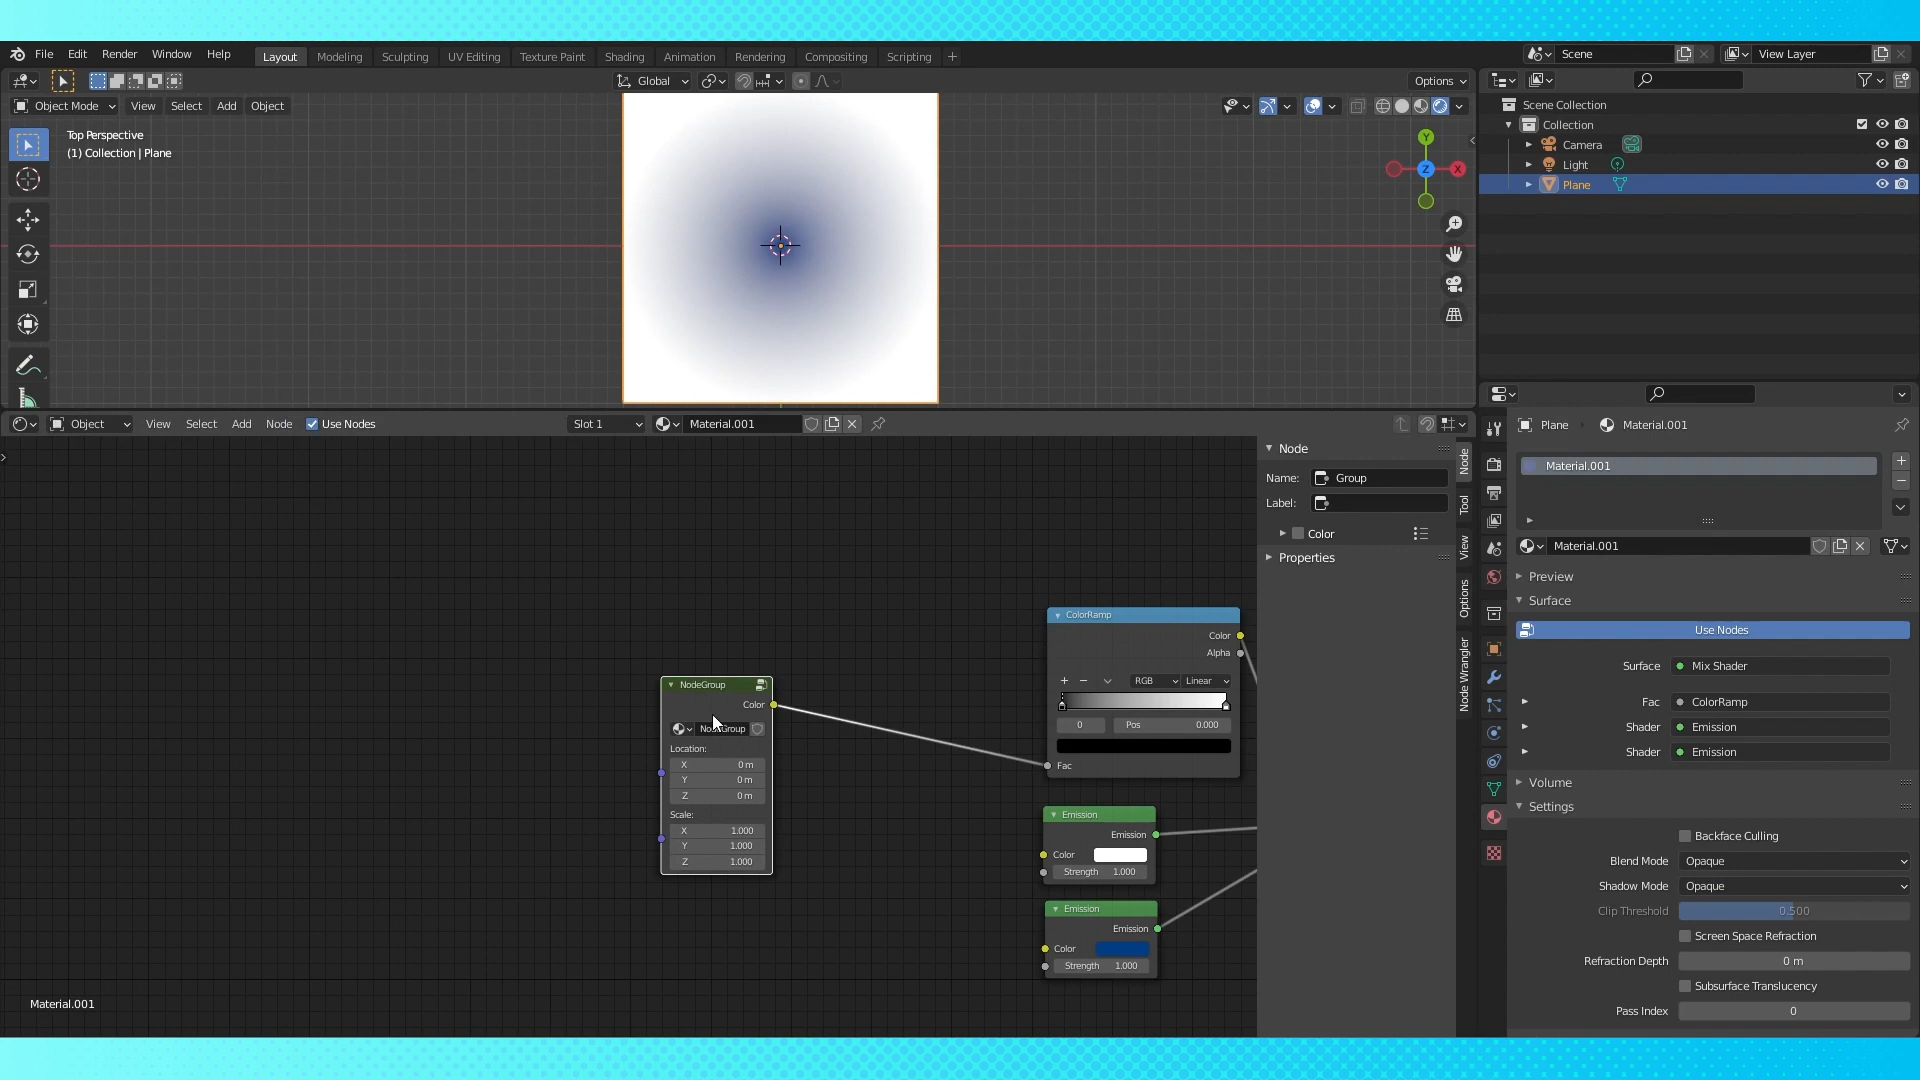 File Edit Render Window Help Layout Modeling Sculpting UV Editing Texture Paint Shading Animation Rendering Compositing Scripting + Scene View Layer
Global Options
Object Mode View Select Add Object
Top Perspective
(1) Collection | Plane
Y
Z X
Scene Collection
Collection
Camera
Light
Plane
Object View Select Add Node Use Nodes Slot 1 Material.001
Node
Name: Group
Label:
Color
Properties
Node
Tool
View
Options
Node Wrangler
NodeGroup
Color
NodeGroup
Location:
X 0 m
Y 0 m
Z 0 m
Scale:
X 1.000
Y 1.000
Z 1.000
ColorRamp
Color
Alpha
+ − RGB Linear
0 Pos 0.000
Fac
Emission
Emission
Color
Strength 1.000
Emission
Emission
Color
Strength 1.000
Material.001
Plane Material.001
Material.001
Material.001
Preview
Surface
Use Nodes
Surface Mix Shader
Fac ColorRamp
Shader Emission
Shader Emission
Volume
Settings
Backface Culling
Blend Mode Opaque
Shadow Mode Opaque
Clip Threshold 0.500
Screen Space Refraction
Refraction Depth 0 m
Subsurface Translucency
Pass Index 0